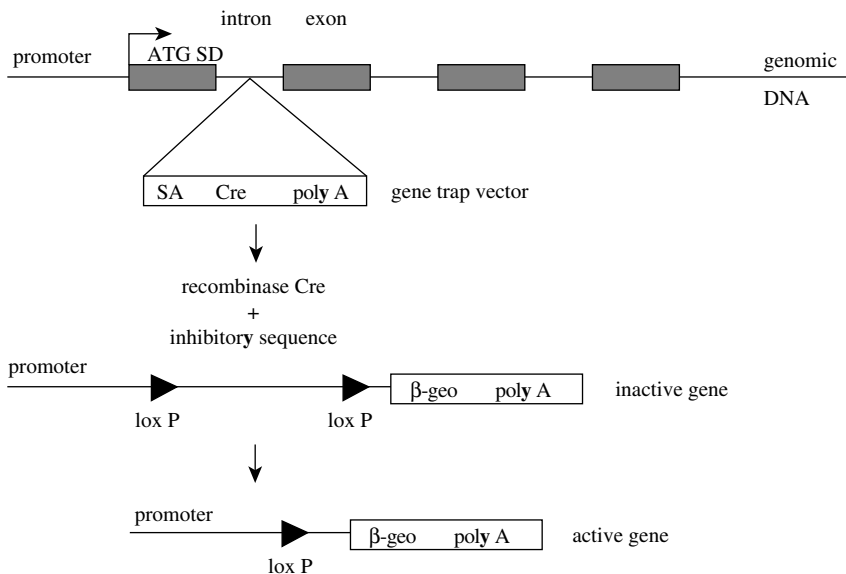 intron exon
promoter ATG SD genomic
DNA
SA Cre poly A gene trap vector
recombinase Cre
+
inhibitory sequence
promoter
β-geo poly A inactive gene
lox P lox P
promoter
β-geo poly A active gene
lox P